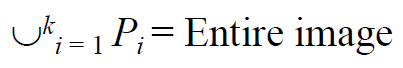 ∪ᵏᵢ ₌ ₁ Pᵢ = Entire image